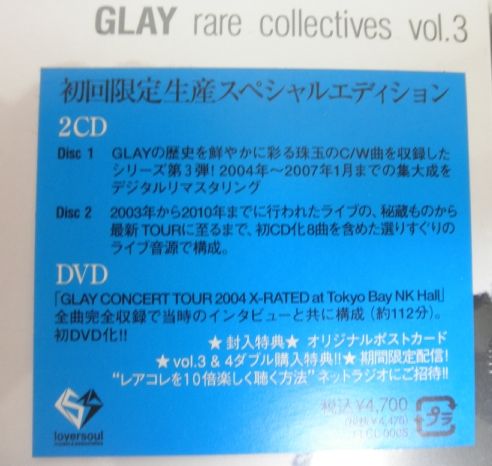 GLAY rare collectives vol.3
初回限定生産スペシャルエディション
2CD
Disc 1 GLAYの歴史を鮮やかに彩る珠玉のC/W曲を収録した
シリーズ第3弾! 2004年～2007年1月までの集大成を
デジタルリマスタリング
Disc 2 2003年から2010年までに行われたライブの、秘蔵ものから
最新 TOURに至るまで、初CD化8曲を含めた選りすぐりの
ライブ音源で構成。
DVD
「GLAY CONCERT TOUR 2004 X-RATED at Tokyo Bay NK Hall」
全曲完全収録で当時のインタビューと共に構成（約112分）。
初DVD化!!
★封入特典★ オリジナルポストカード
★vol.3 & 4ダブル購入特典!!★期間限定配信!
“レアコレを10倍楽しく聴く方法”ネットラジオにご招待!!
税込¥4,700
(税抜¥4,476)
プラ
loversoul